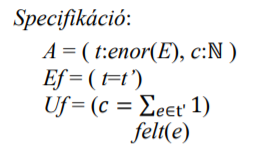 Specifikáció:
A = ( t:enor(E), c:ℕ )
Ef = ( t=t’)
Uf = (c = ∑e∈t' 1)
felt(e)